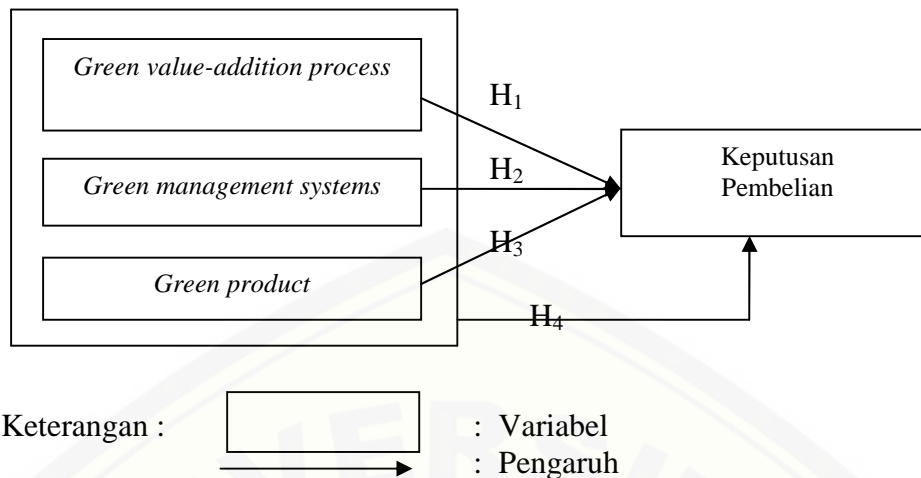 Green value-addition process
H₁
Keputusan
Pembelian
Green management systems
H₂
H₃
Green product
H₄
Keterangan :
: Variabel
: Pengaruh